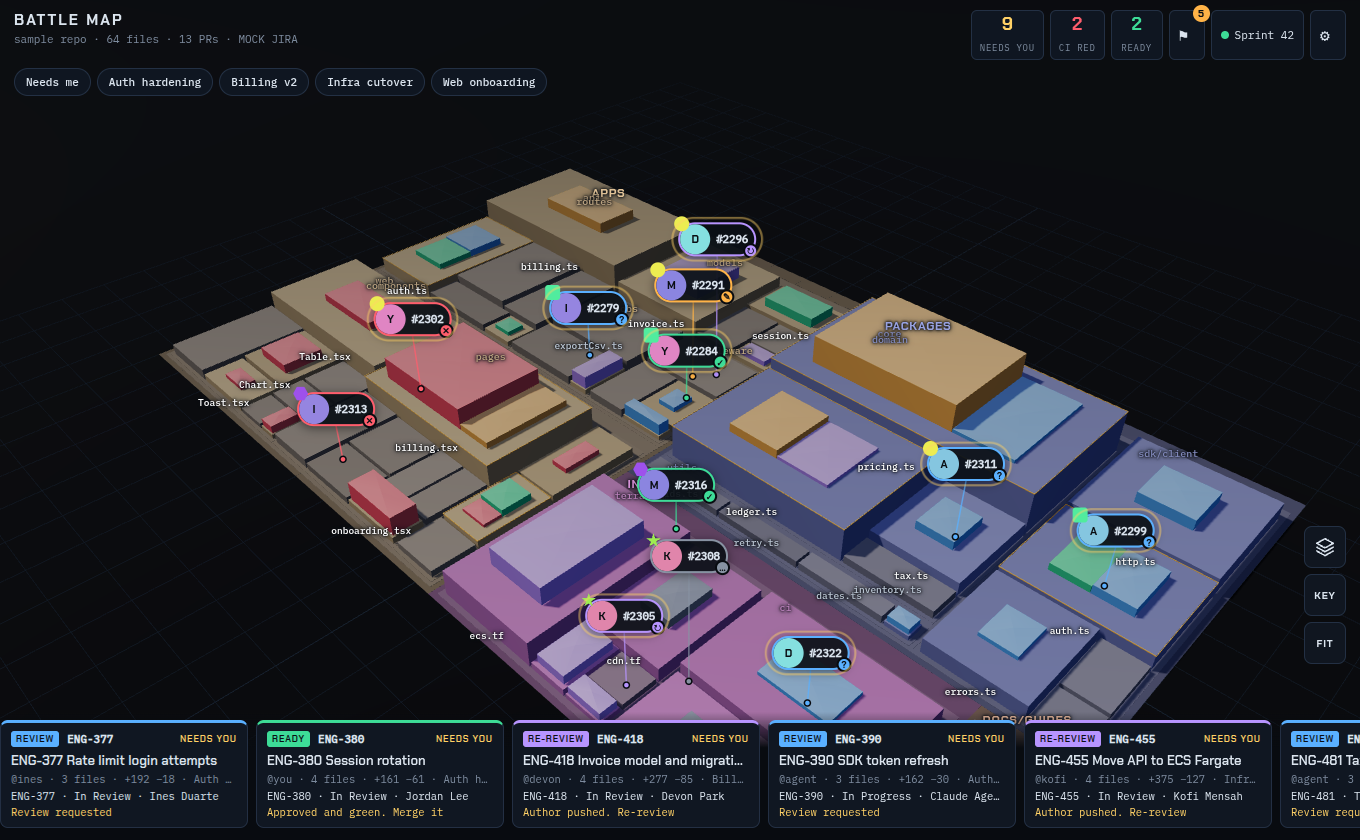 BATTLE MAP
sample repo · 64 files · 13 PRs · MOCK JIRA
9
NEEDS YOU
2
CI RED
2
READY
5
Sprint 42
Needs me
Auth hardening
Billing v2
Infra cutover
Web onboarding
APPS
routes
D #2296
models
billing.ts
web
components
auth.ts
M #2291
Y #2302
I #2279
invoice.ts
PACKAGES
core
domain
session.ts
exportCsv.ts
Y #2284
Table.tsx
pages
Chart.tsx
Toast.tsx
I #2313
billing.tsx
sdk/client
pricing.ts
A #2311
utils
M #2316
ledger.ts
onboarding.tsx
A #2299
retry.ts
K #2308
http.ts
tax.ts
inventory.ts
dates.ts
ci
K #2305
auth.ts
ecs.tf
D #2322
cdn.tf
errors.ts
DOCS/GUIDES
KEY
FIT
REVIEW ENG-377 NEEDS YOU
ENG-377 Rate limit login attempts
@ines · 3 files · +192 −18 · Auth …
ENG-377 · In Review · Ines Duarte
Review requested
READY ENG-380 NEEDS YOU
ENG-380 Session rotation
@you · 4 files · +161 −61 · Auth h…
ENG-380 · In Review · Jordan Lee
Approved and green. Merge it
RE-REVIEW ENG-418 NEEDS YOU
ENG-418 Invoice model and migrati…
@devon · 4 files · +277 −85 · Bill…
ENG-418 · In Review · Devon Park
Author pushed. Re-review
REVIEW ENG-390 NEEDS YOU
ENG-390 SDK token refresh
@agent · 3 files · +162 −30 · Auth…
ENG-390 · In Progress · Claude Age…
Review requested
RE-REVIEW ENG-455 NEEDS YOU
ENG-455 Move API to ECS Fargate
@kofi · 4 files · +375 −127 · Infr…
ENG-455 · In Review · Kofi Mensah
Author pushed. Re-review
REVIEW ENG-
ENG-481
@agent · 3
ENG-481 ·
Review